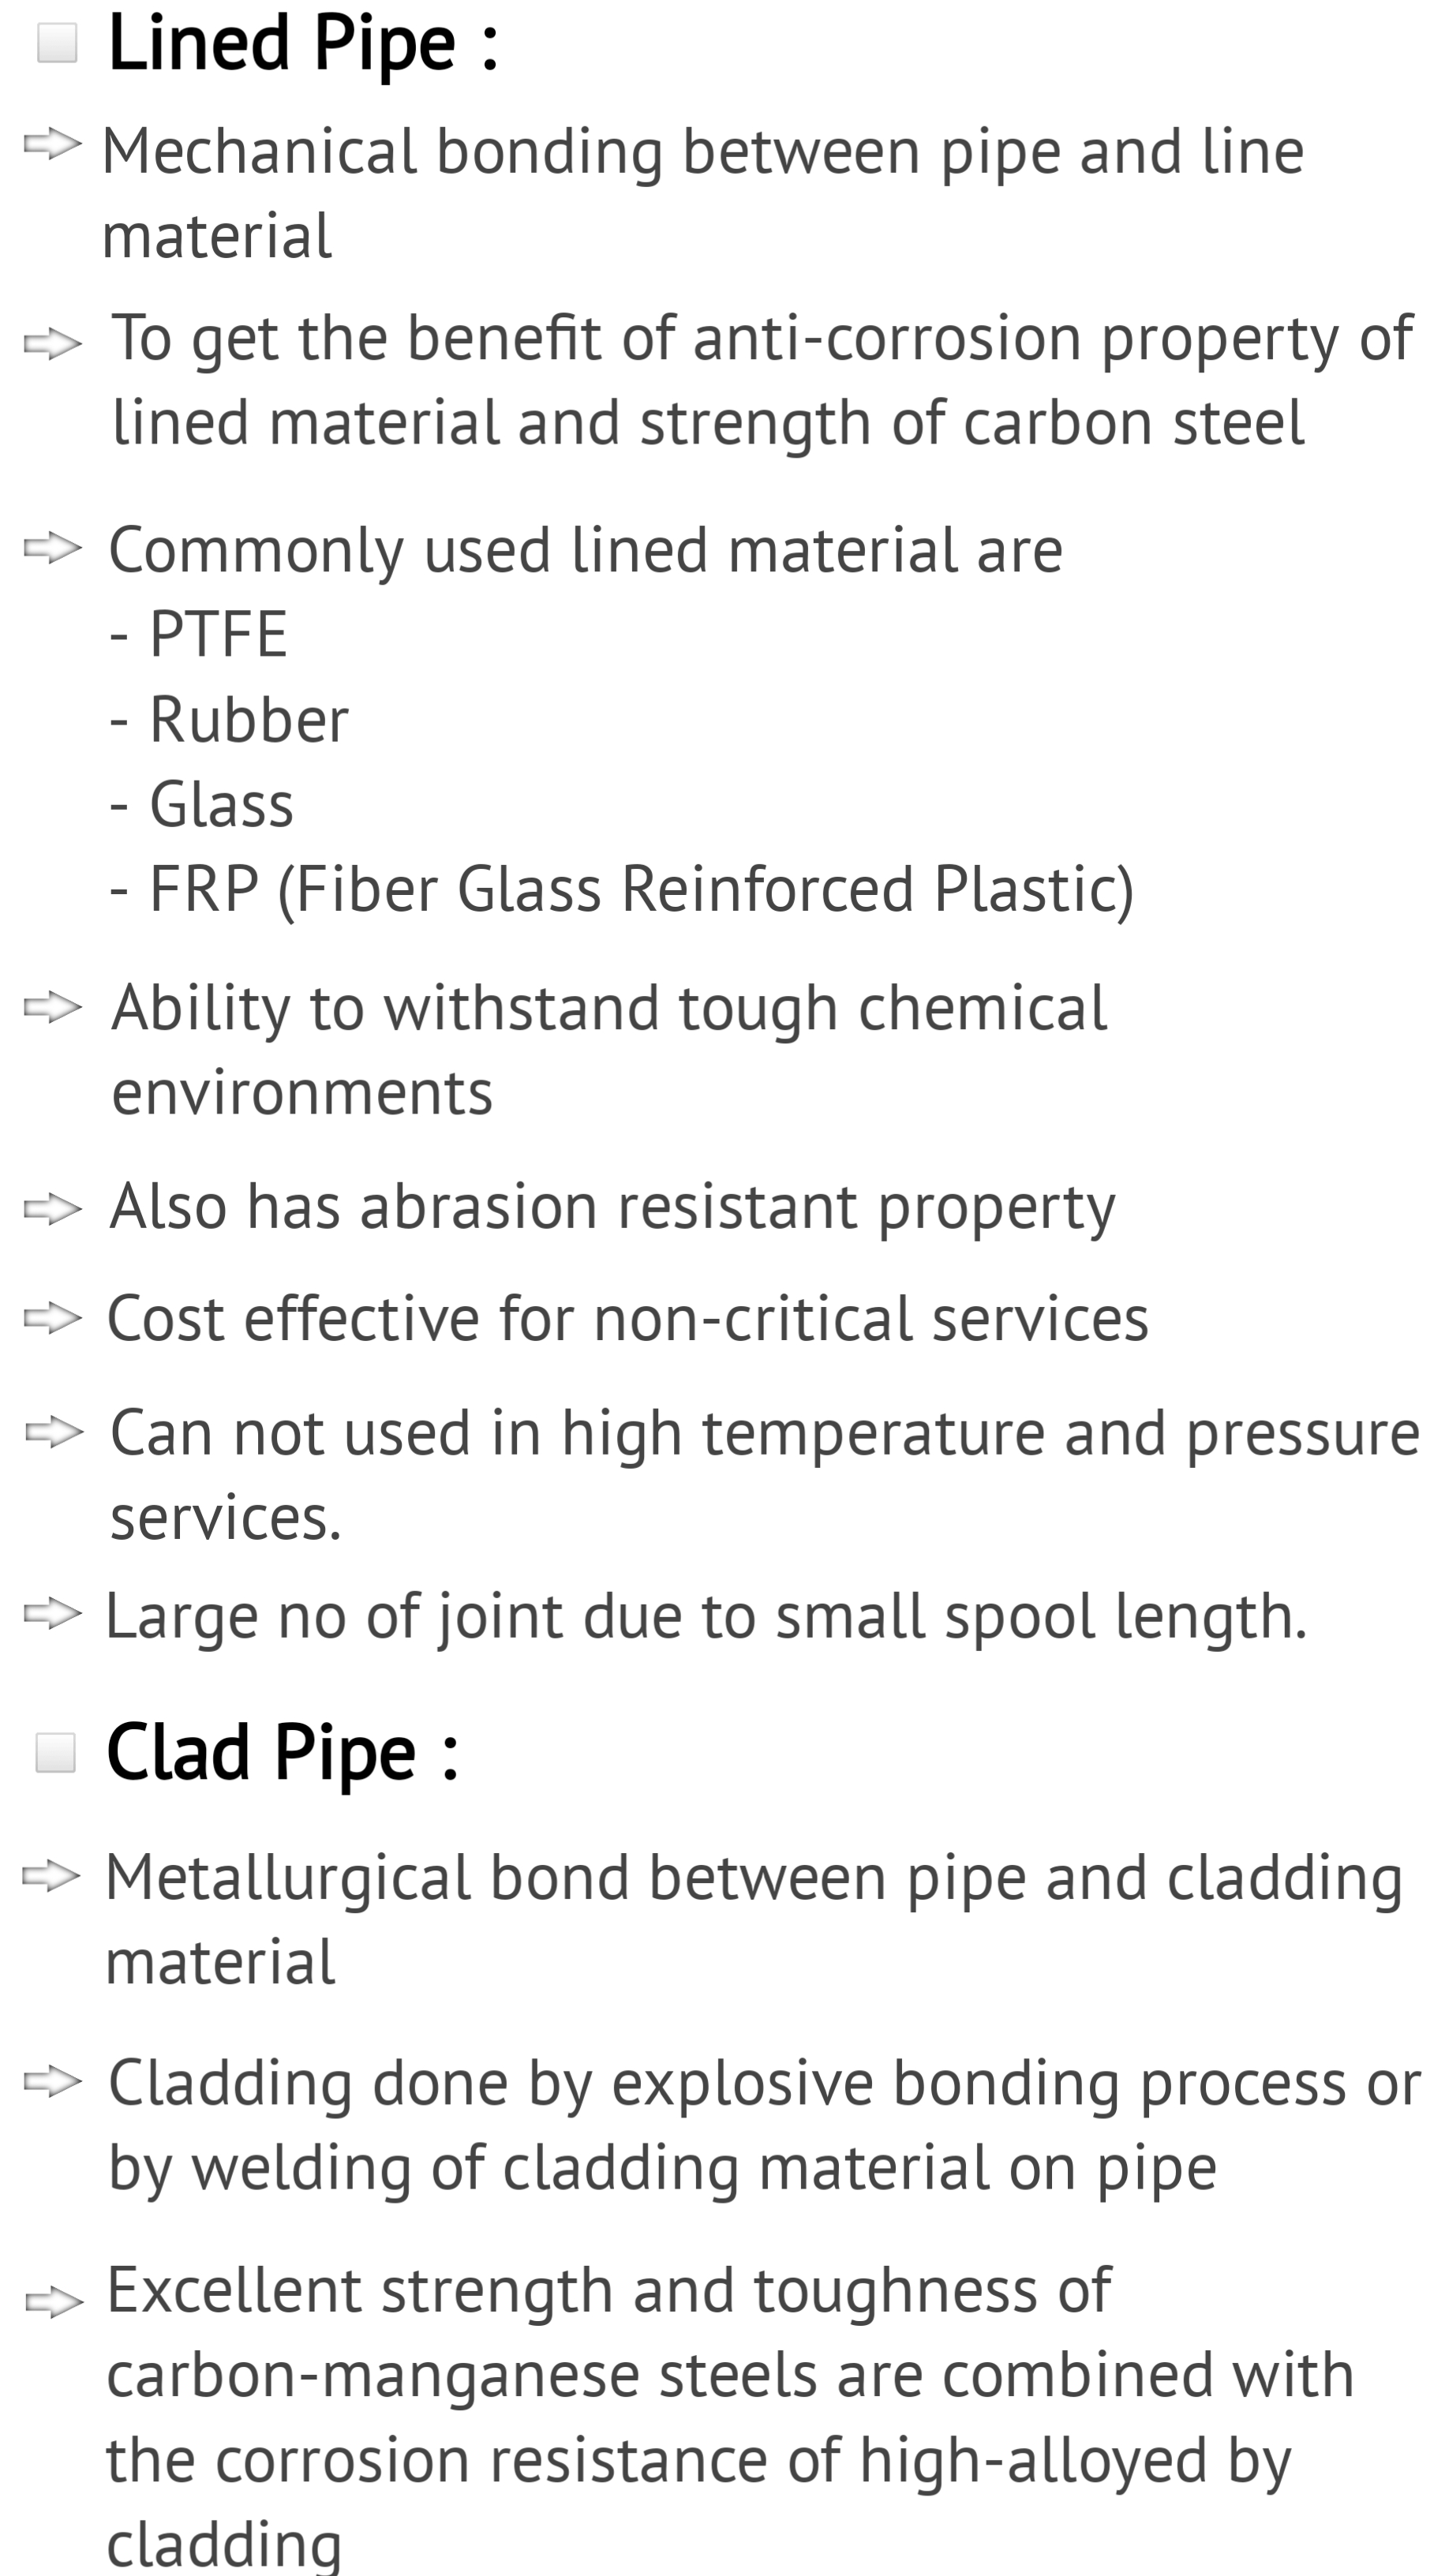 Lined Pipe :
Mechanical bonding between pipe and line
material
To get the benefit of anti-corrosion property of
lined material and strength of carbon steel
Commonly used lined material are
- PTFE
- Rubber
- Glass
- FRP (Fiber Glass Reinforced Plastic)
Ability to withstand tough chemical
environments
Also has abrasion resistant property
Cost effective for non-critical services
Can not used in high temperature and pressure
services.
Large no of joint due to small spool length.
Clad Pipe :
Metallurgical bond between pipe and cladding
material
Cladding done by explosive bonding process or
by welding of cladding material on pipe
Excellent strength and toughness of
carbon-manganese steels are combined with
the corrosion resistance of high-alloyed by
cladding